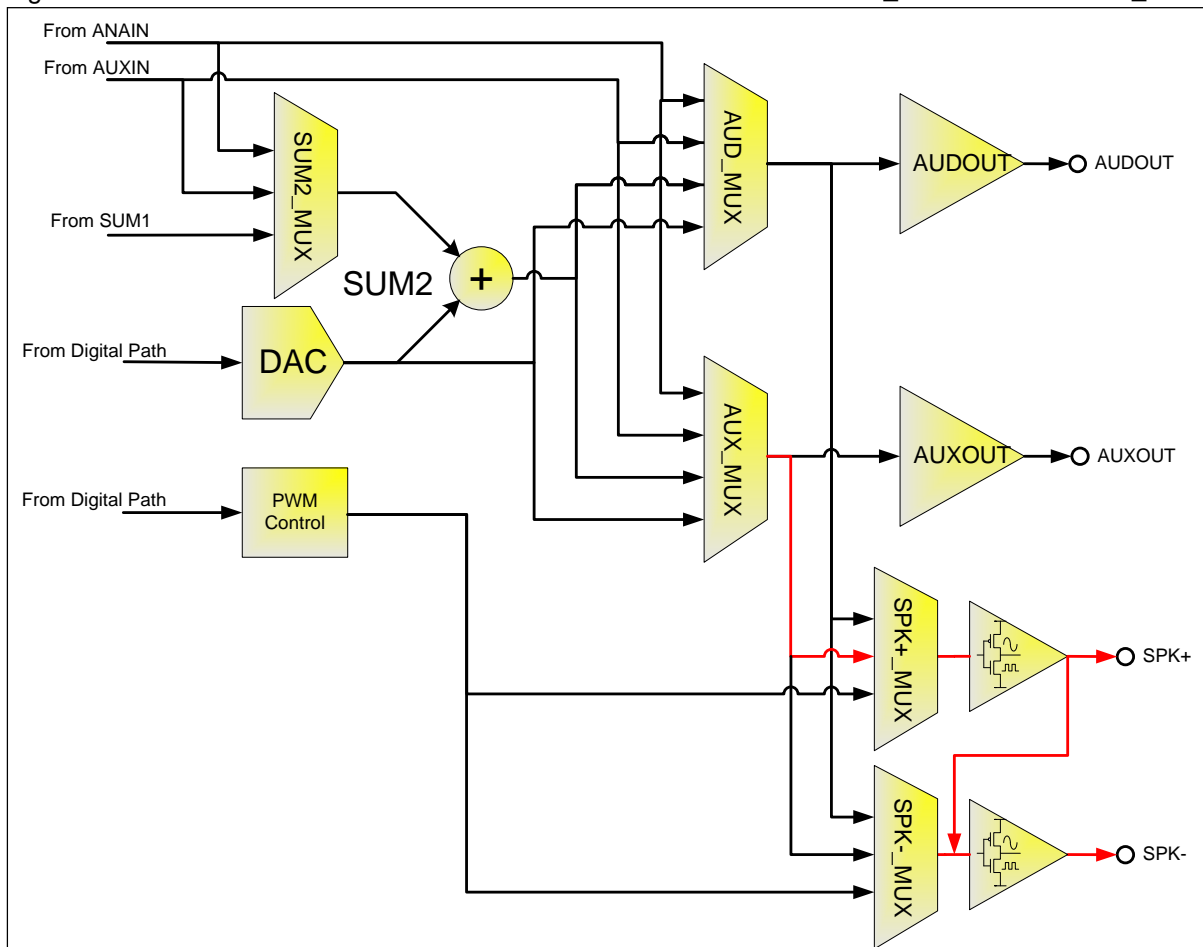 From ANAIN
From AUXIN
SUM2_MUX
From SUM1
SUM2
+
From Digital Path
DAC
From Digital Path
PWM
Control
AUD_MUX
AUDOUT
AUDOUT
AUX_MUX
AUXOUT
AUXOUT
SPK+_MUX
SPK+
SPK-_MUX
SPK-